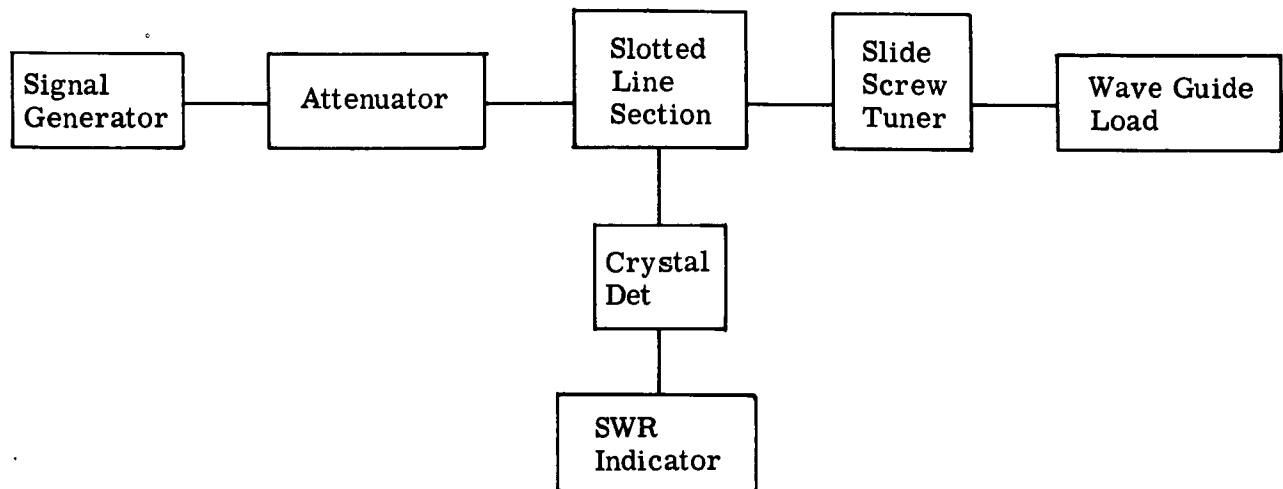 Signal
Generator
Attenuator
Slotted
Line
Section
Slide
Screw
Tuner
Wave Guide
Load
Crystal
Det
SWR
Indicator